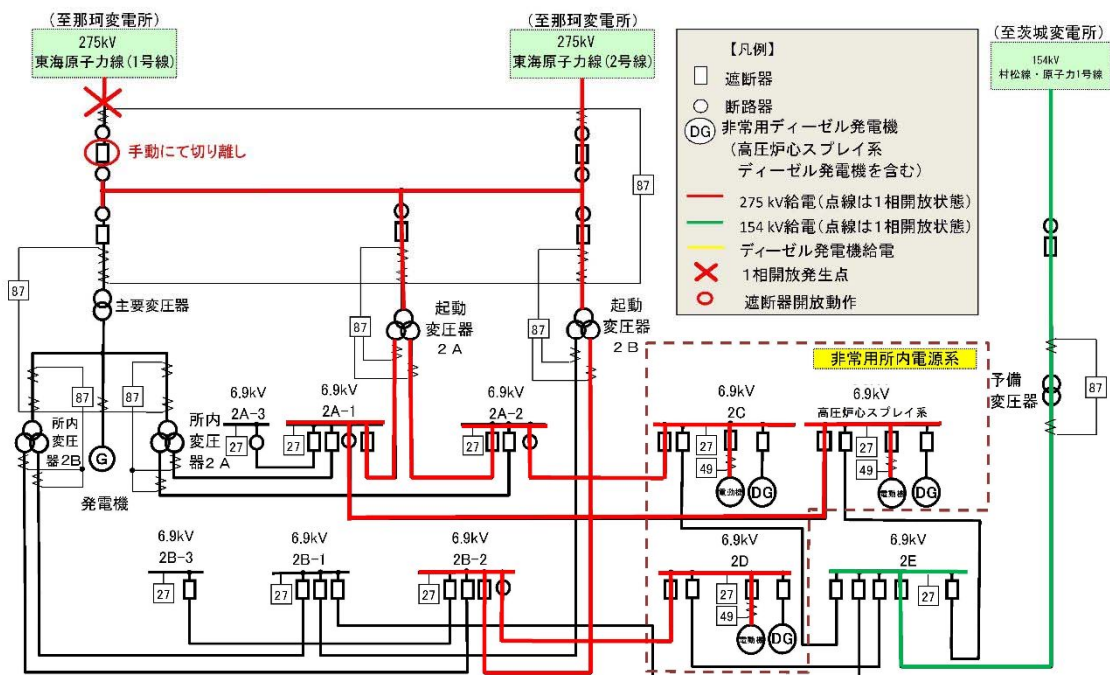 (至那珂変電所)
275kV
東海原子力線(1号線)
(至那珂変電所)
275kV
東海原子力線(2号線)
(至茨城変電所)
154kV
村松線・原子力1号線
【凡例】
遮断器
断路器
DG
非常用ディーゼル発電機
(高圧炉心スプレイ系
ディーゼル発電機を含む)
275 kV給電(点線は1相開放状態)
154 kV給電(点線は1相開放状態)
ディーゼル発電機給電
1相開放発生点
遮断器開放動作
手動にて切り離し
87
87
主要変圧器
87
起動
変圧器
2A
87
起動
変圧器
2B
87
87
所内
変圧
器2B
G
発電機
所内
変圧
器2A
非常用所内電源系
予備
変圧器
87
6.9kV
2A-3
27
6.9kV
2A-1
27
6.9kV
2A-2
27
6.9kV
2C
27
49
電動機
DG
6.9kV
高圧炉心スプレイ系
27
49
電動機
DG
6.9kV
2B-3
27
6.9kV
2B-1
27
6.9kV
2B-2
27
6.9kV
2D
27
49
電動機
DG
6.9kV
2E
27